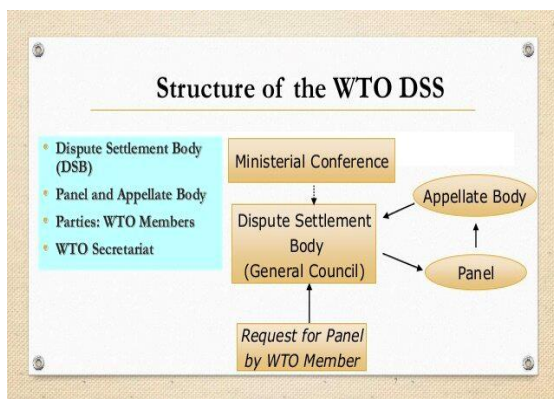 Structure of the WTO DSS
Dispute Settlement Body
(DSB)
Panel and Appellate Body
Parties: WTO Members
WTO Secretariat
Ministerial Conference
Dispute Settlement
Body
(General Council)
Request for Panel
by WTO Member
Appellate Body
Panel